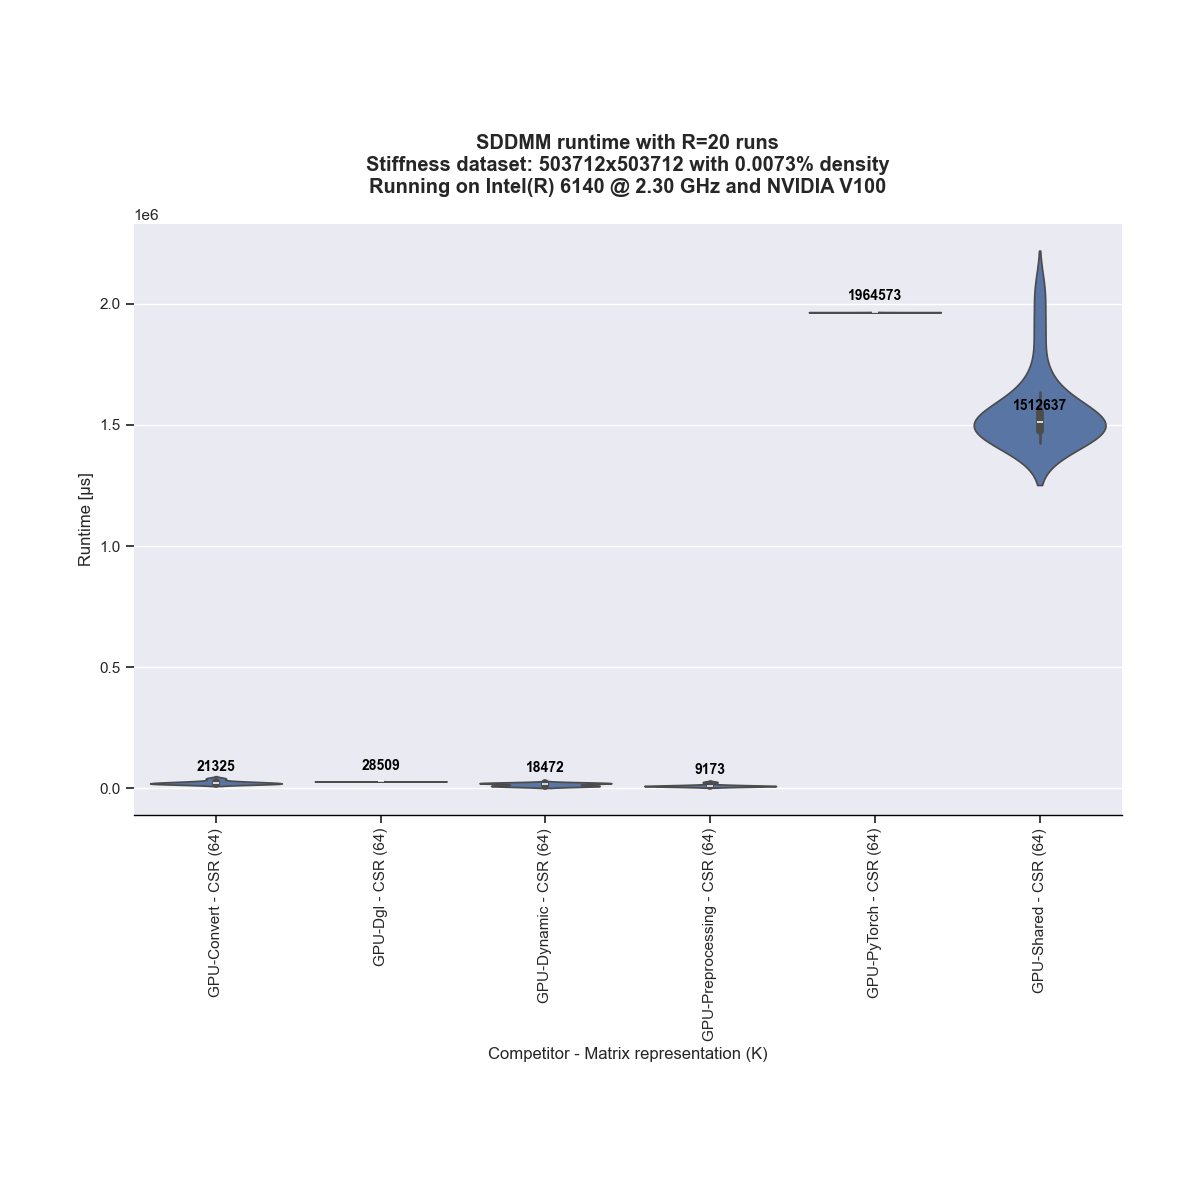 SDDMM runtime with R=20 runs
Stiffness dataset: 503712x503712 with 0.0073% density
Running on Intel(R) 6140 @ 2.30 GHz and NVIDIA V100
1e6
2.0
1.5
1.0
0.5
0.0
Runtime [µs]
21325
28509
18472
9173
1964573
1512637
GPU-Convert - CSR (64)
GPU-Dgl - CSR (64)
GPU-Dynamic - CSR (64)
GPU-Preprocessing - CSR (64)
GPU-PyTorch - CSR (64)
GPU-Shared - CSR (64)
Competitor - Matrix representation (K)